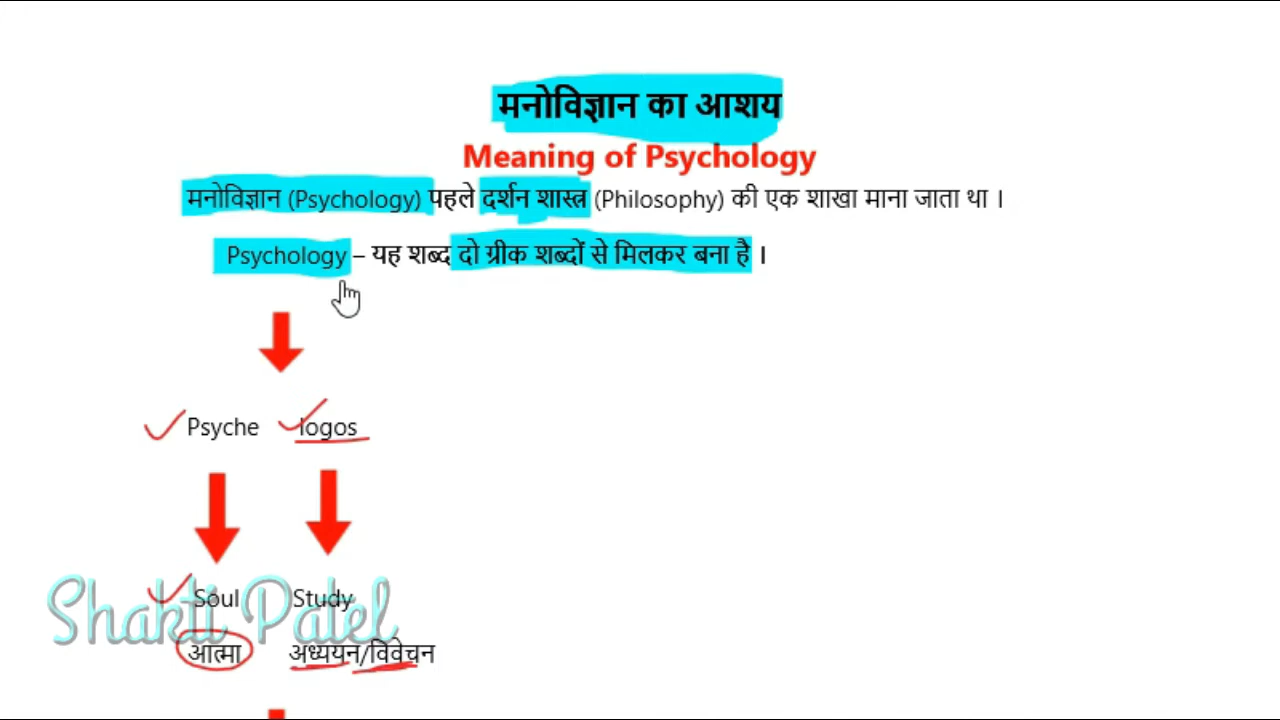 मनोविज्ञान का आशय
Meaning of Psychology
मनोविज्ञान (Psychology) पहले दर्शन शास्त्र (Philosophy) की एक शाखा माना जाता था ।
Psychology – यह शब्द दो ग्रीक शब्दों से मिलकर बना है ।
Psyche logos
Soul Study
Shakti Patel
आत्मा अध्ययन/विवेचन